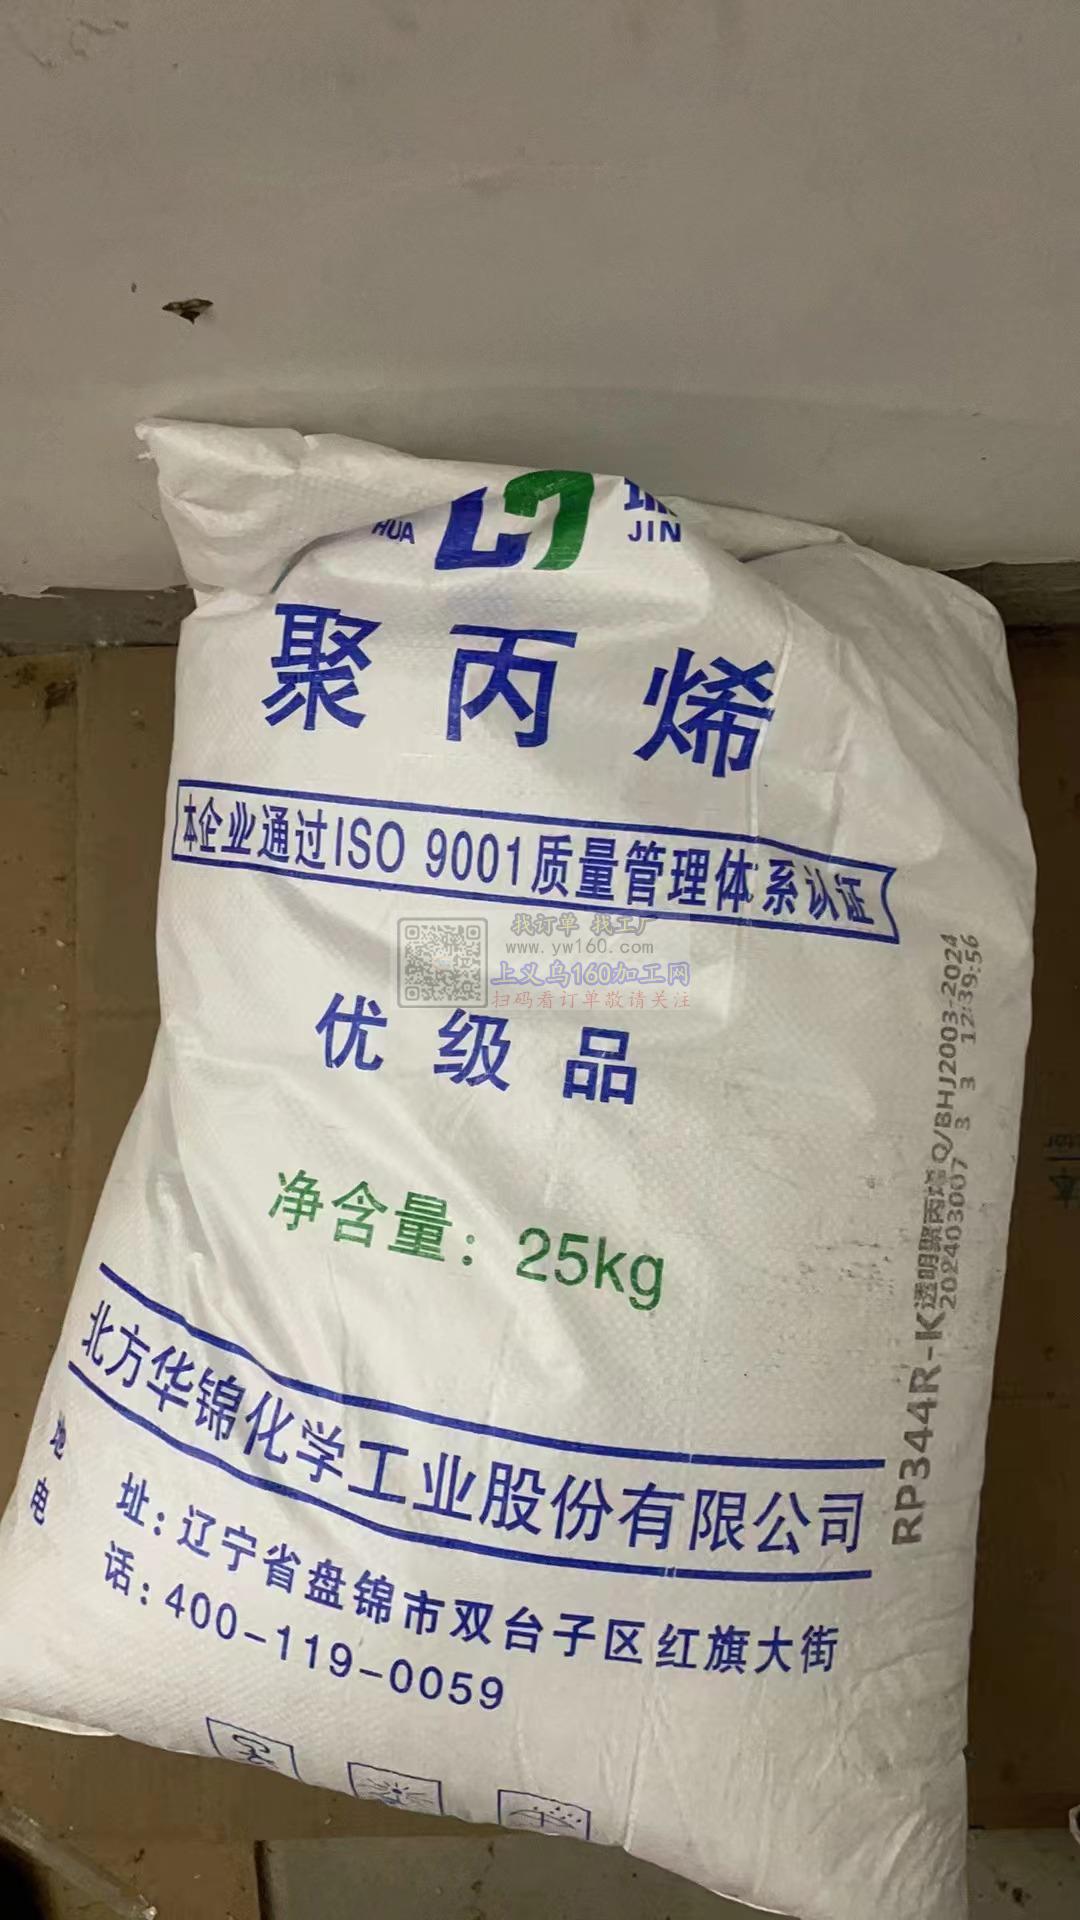 HUA
JIN
聚丙烯
本企业通过ISO 9001质量管理体系认证
找订单 找工厂
www.yw160.com
上义乌160加工网
扫码看订单敬请关注
优级品
净含量：25kg
北方华锦化学工业股份有限公司
地 址：辽宁省盘锦市双台子区红旗大街
电 话：400-119-0059
RP344R-K透明聚丙烯Q/BHJ2003-2024
202403007 3 3 12:39:56